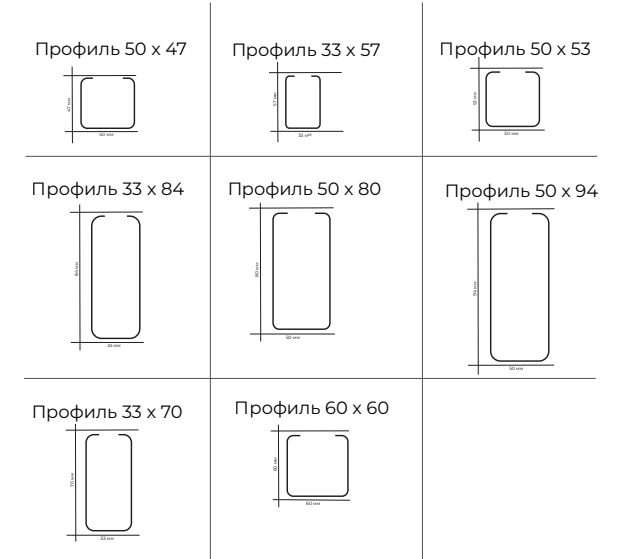 Профиль 50 x 47
47 мм
50 мм
Профиль 33 x 57
57 мм
33 мм
Профиль 50 x 53
53 мм
50 мм
Профиль 33 x 84
84 мм
33 мм
Профиль 50 x 80
80 мм
50 мм
Профиль 50 x 94
94 мм
50 мм
Профиль 33 x 70
70 мм
33 мм
Профиль 60 x 60
60 мм
60 мм